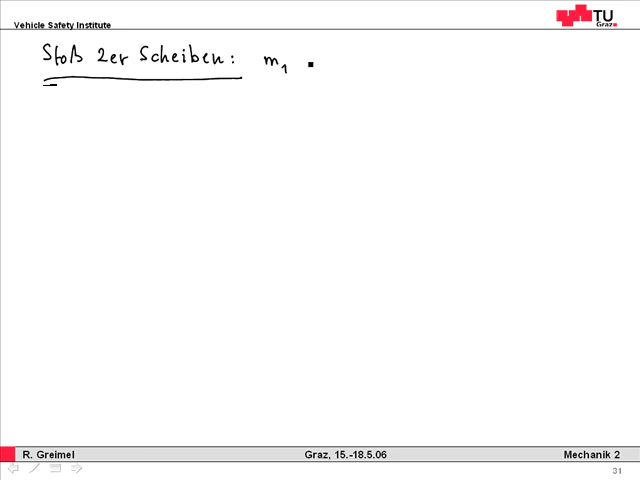 Vehicle Safety Institute
TU
Graz
Stoß 2er Scheiben: m₁
R. Greimel Graz, 15.-18.5.06 Mechanik 2
31